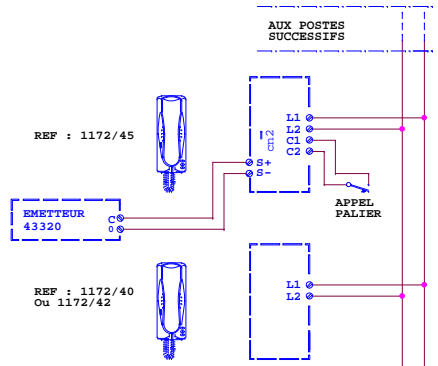 AUX POSTES
SUCCESSIFS
REF : 1172/45
L1
L2
C1
C2
cn2
S+
S-
APPEL
PALIER
EMETTEUR
43320
C
0
REF : 1172/40
Ou 1172/42
L1
L2